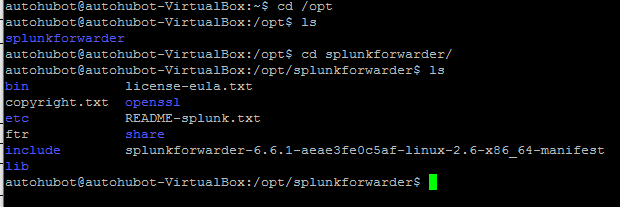 autohubot@autohubot-VirtualBox:~$ cd /opt
autohubot@autohubot-VirtualBox:/opt$ ls
splunkforwarder
autohubot@autohubot-VirtualBox:/opt$ cd splunkforwarder/
autohubot@autohubot-VirtualBox:/opt/splunkforwarder$ ls
bin license-eula.txt
copyright.txt openssl
etc README-splunk.txt
ftr share
include splunkforwarder-6.6.1-aeae3fe0c5af-linux-2.6-x86_64-manifest
lib
autohubot@autohubot-VirtualBox:/opt/splunkforwarder$